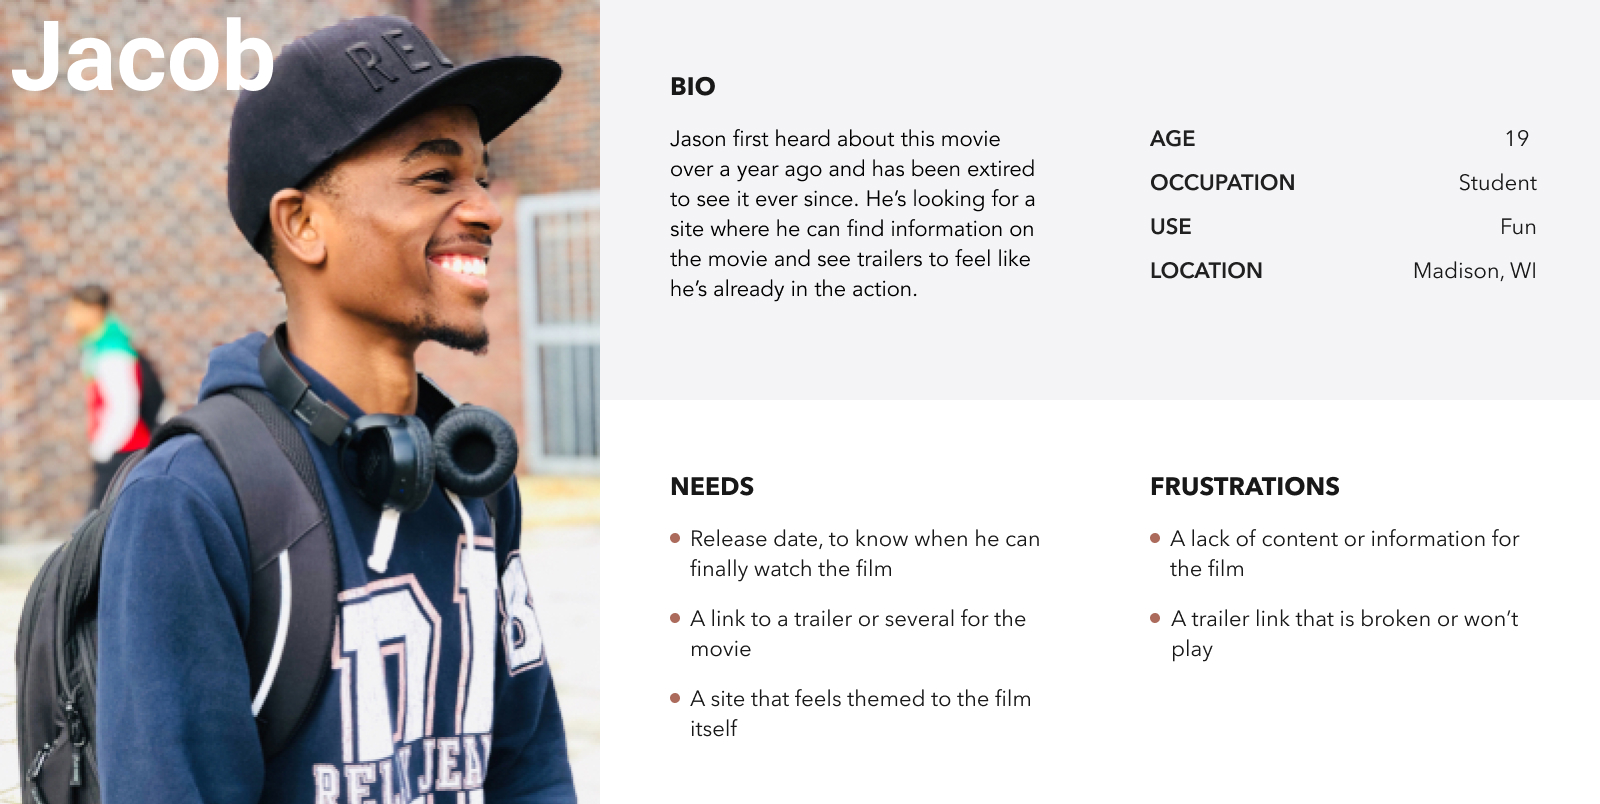 Jacob
REL
BIO
Jason first heard about this movie
over a year ago and has been extired
to see it ever since. He’s looking for a
site where he can find information on
the movie and see trailers to feel like
he’s already in the action.
AGE 19
OCCUPATION Student
USE Fun
LOCATION Madison, WI
NEEDS
Release date, to know when he can
finally watch the film
A link to a trailer or several for the
movie
A site that feels themed to the film
itself
FRUSTRATIONS
A lack of content or information for
the film
A trailer link that is broken or won’t
play
JEAN